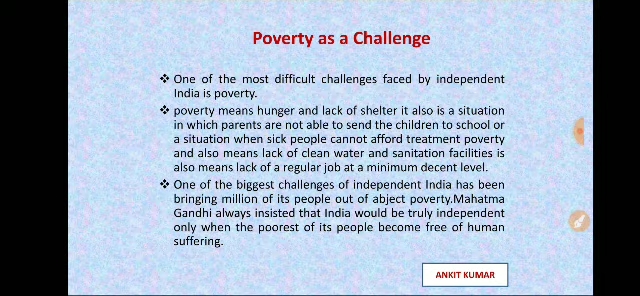 Poverty as a Challenge
❖ One of the most difficult challenges faced by independent
India is poverty.
❖ poverty means hunger and lack of shelter it also is a situation
in which parents are not able to send the children to school or
a situation when sick people cannot afford treatment poverty
and also means lack of clean water and sanitation facilities is
also means lack of a regular job at a minimum decent level.
❖ One of the biggest challenges of independent India has been
bringing million of its people out of abject poverty.Mahatma
Gandhi always insisted that India would be truly independent
only when the poorest of its people become free of human
suffering.
ANKIT KUMAR